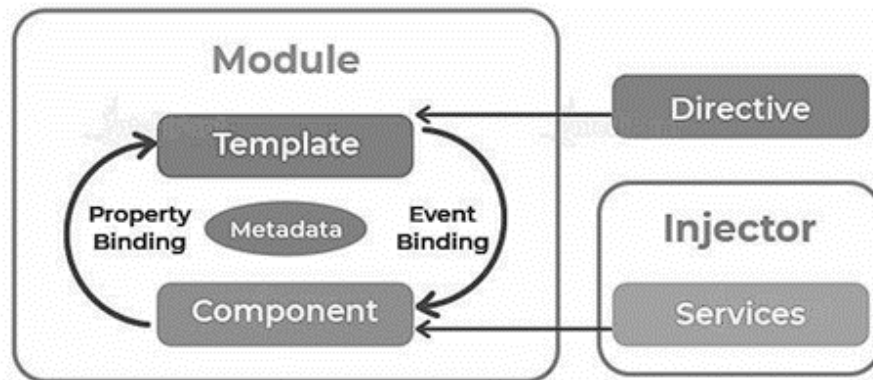 Module
Directive
Template
Property
Binding
Metadata
Event
Binding
Injector
Component
Services